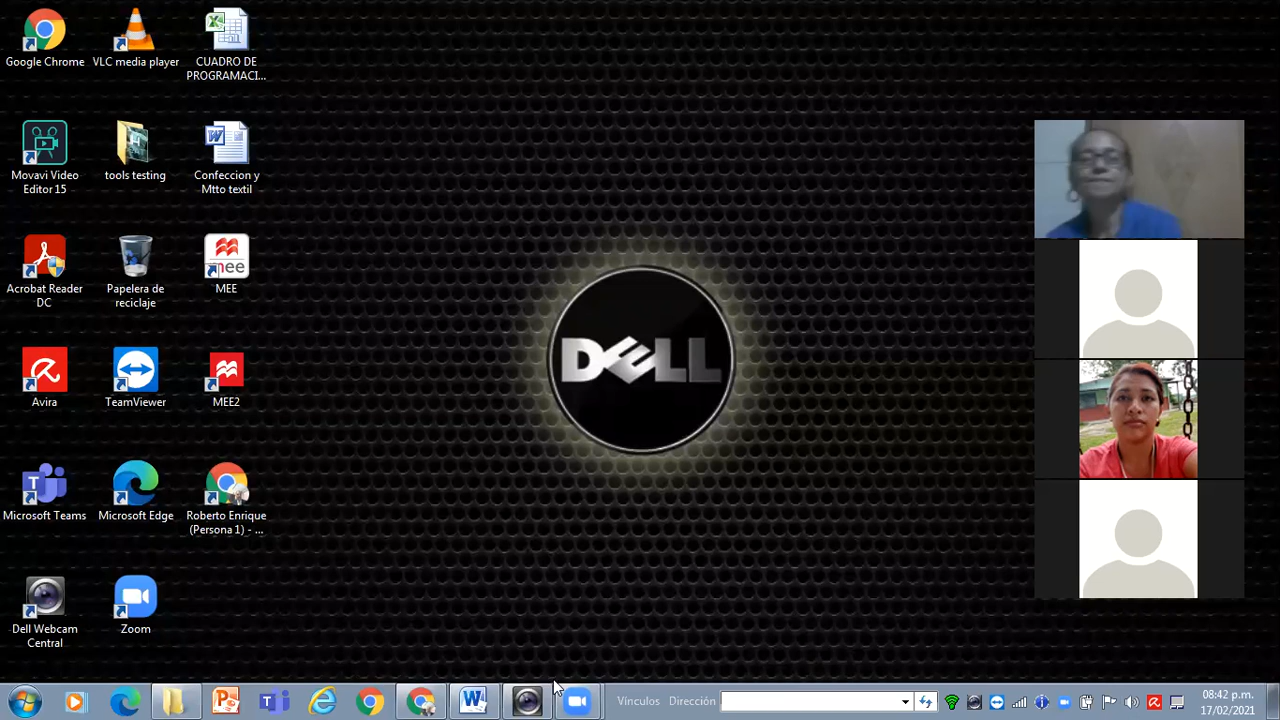 Google Chrome
VLC media player
CUADRO DE
PROGRAMACI...
Movavi Video
Editor 15
tools testing
Confeccion y
Mtto textil
Acrobat Reader
DC
Papelera de
reciclaje
mee
MEE
Avira
TeamViewer
MEE2
Microsoft Teams
Microsoft Edge
Roberto Enrique
(Persona 1) - ...
Dell Webcam
Central
Zoom
DELL
Vínculos
Dirección
08:42 p.m.
17/02/2021